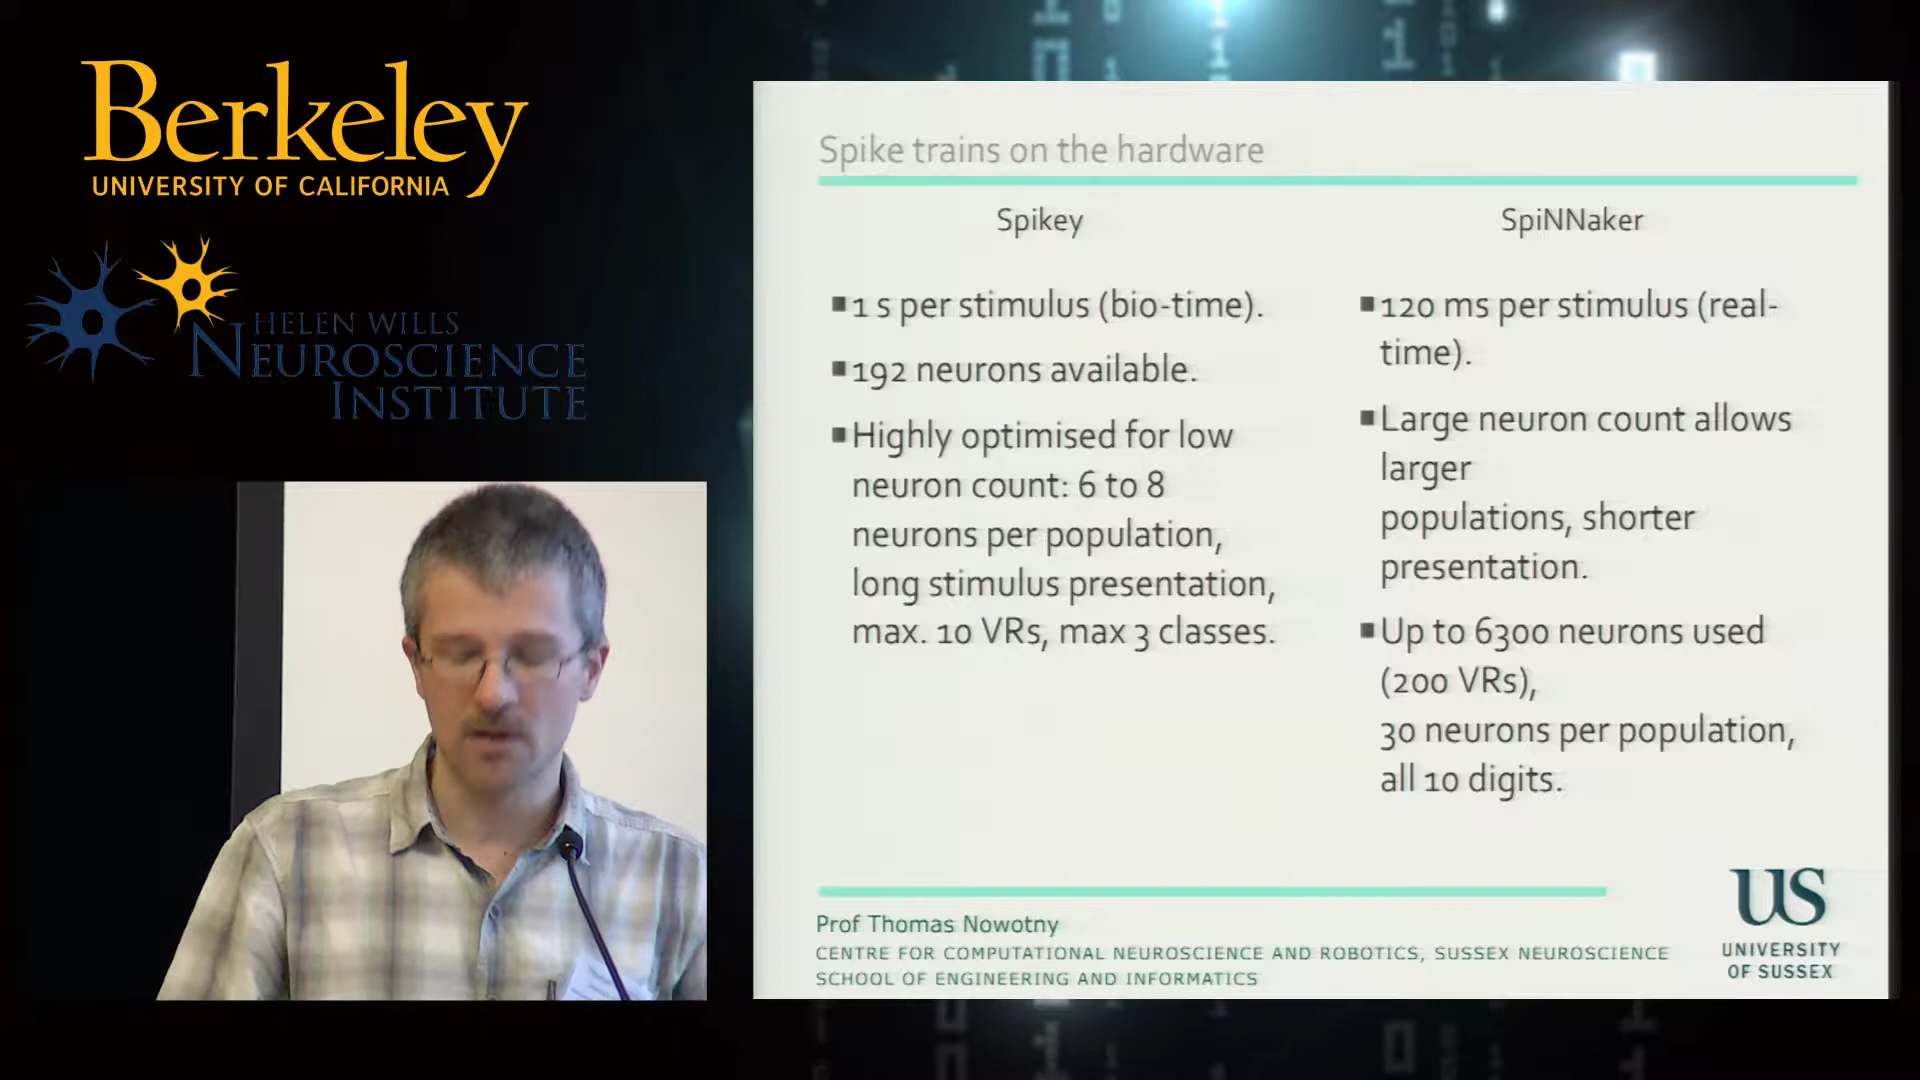 Berkeley
UNIVERSITY OF CALIFORNIA
HELEN WILLS
NEUROSCIENCE
INSTITUTE
Spike trains on the hardware
Spikey
1 s per stimulus (bio-time).
192 neurons available.
Highly optimised for low
neuron count: 6 to 8
neurons per population,
long stimulus presentation,
max. 10 VRs, max 3 classes.
SpiNNaker
120 ms per stimulus (real-
time).
Large neuron count allows
larger
populations, shorter
presentation.
Up to 6300 neurons used
(200 VRs),
30 neurons per population,
all 10 digits.
Prof Thomas Nowotny
CENTRE FOR COMPUTATIONAL NEUROSCIENCE AND ROBOTICS, SUSSEX NEUROSCIENCE
SCHOOL OF ENGINEERING AND INFORMATICS
US
UNIVERSITY
OF SUSSEX